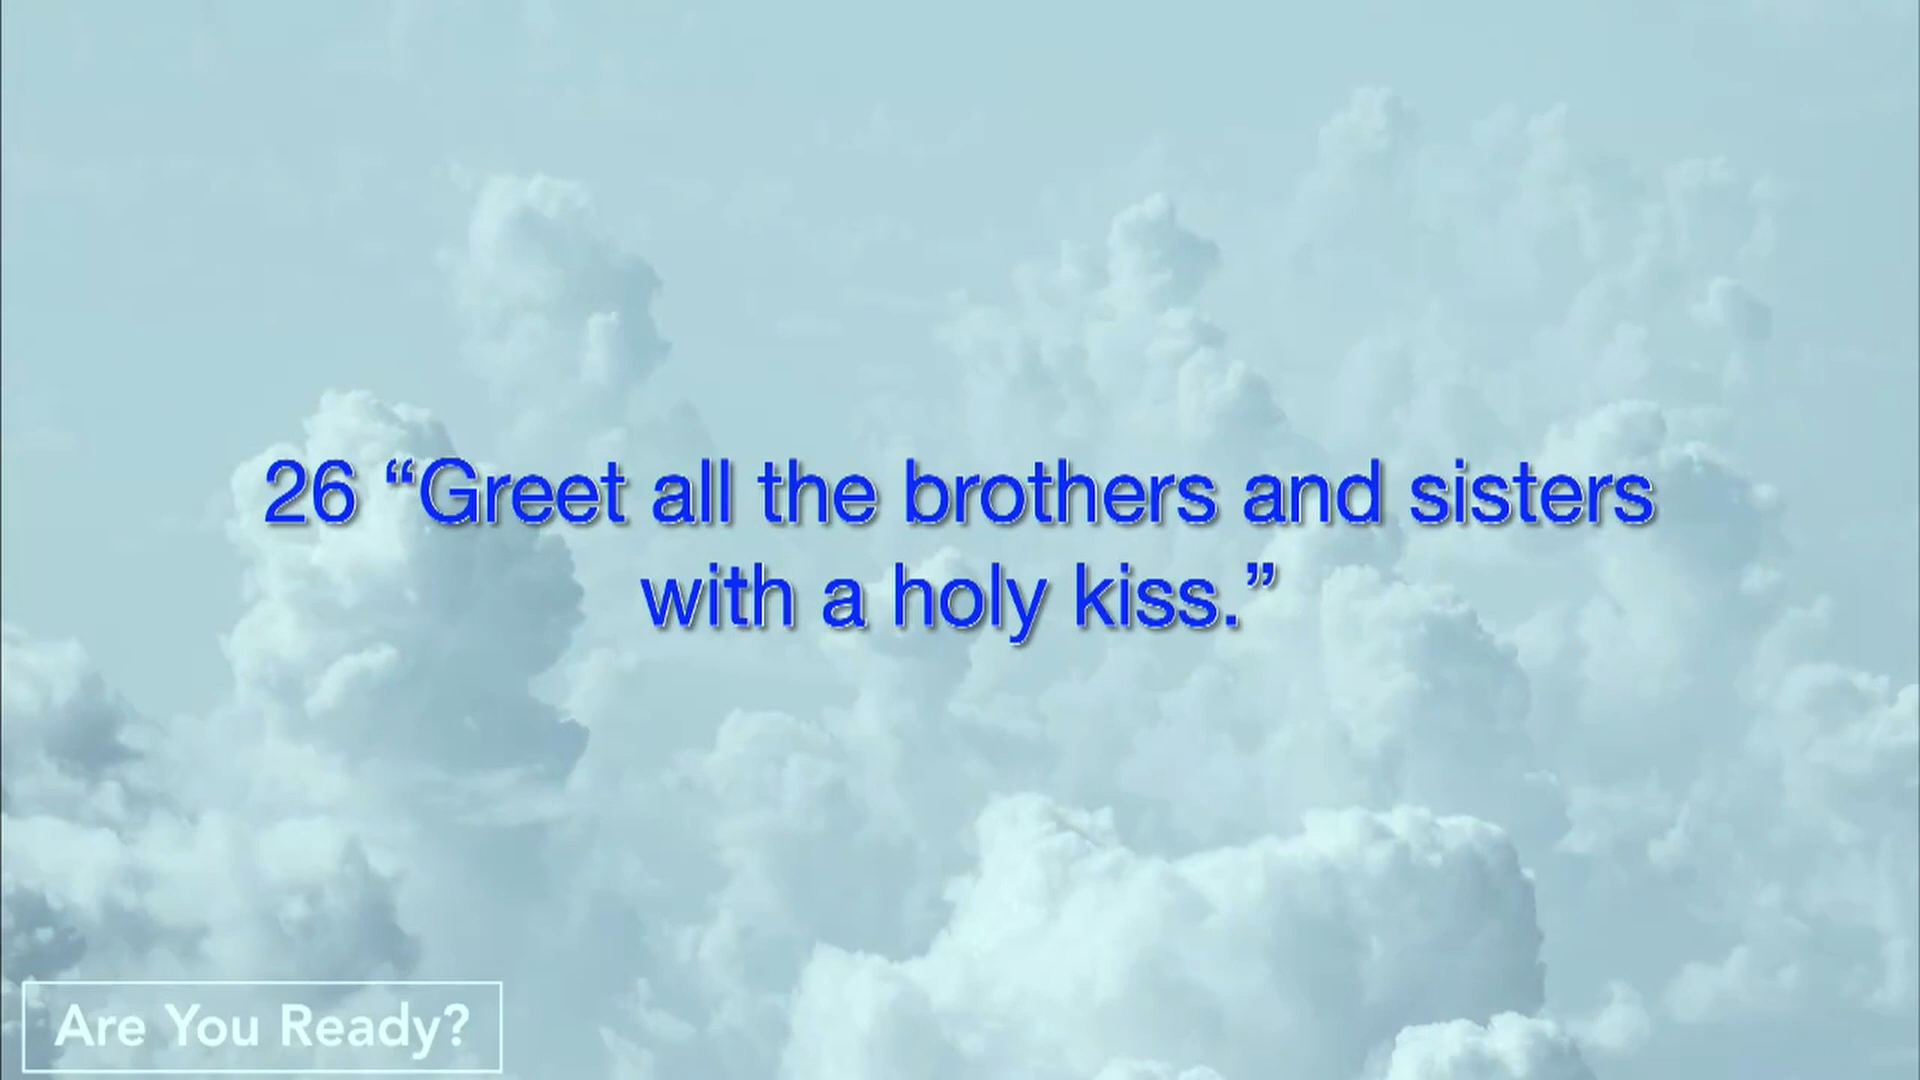 26 “Greet all the brothers and sisters
with a holy kiss.”
Are You Ready?